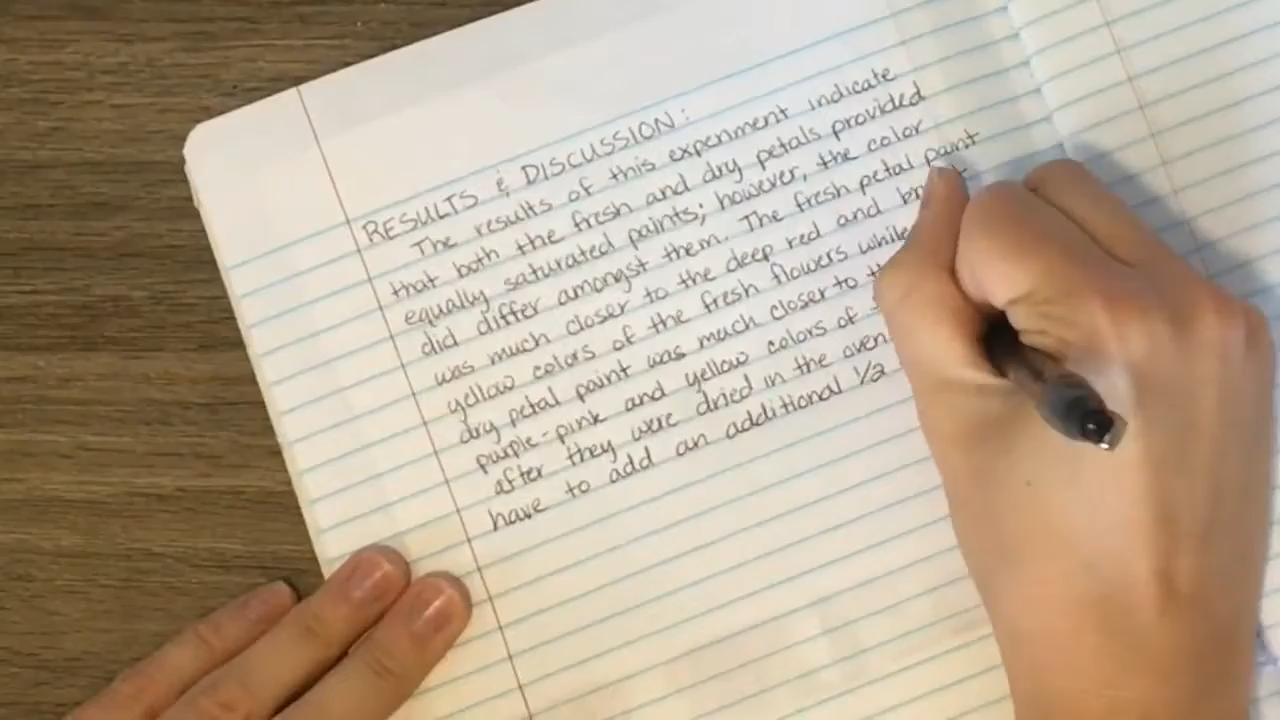 RESULTS & DISCUSSION:
The results of this experiment indicate
that both the fresh and dry petals provided
equally saturated paints; however, the color
did differ amongst them. The fresh petal paint
was much closer to the deep red and
yellow colors of the fresh flowers while
dry petal paint was much closer to
purple-pink and yellow colors of
after they were dried in the oven.
have to add an additional 1/2